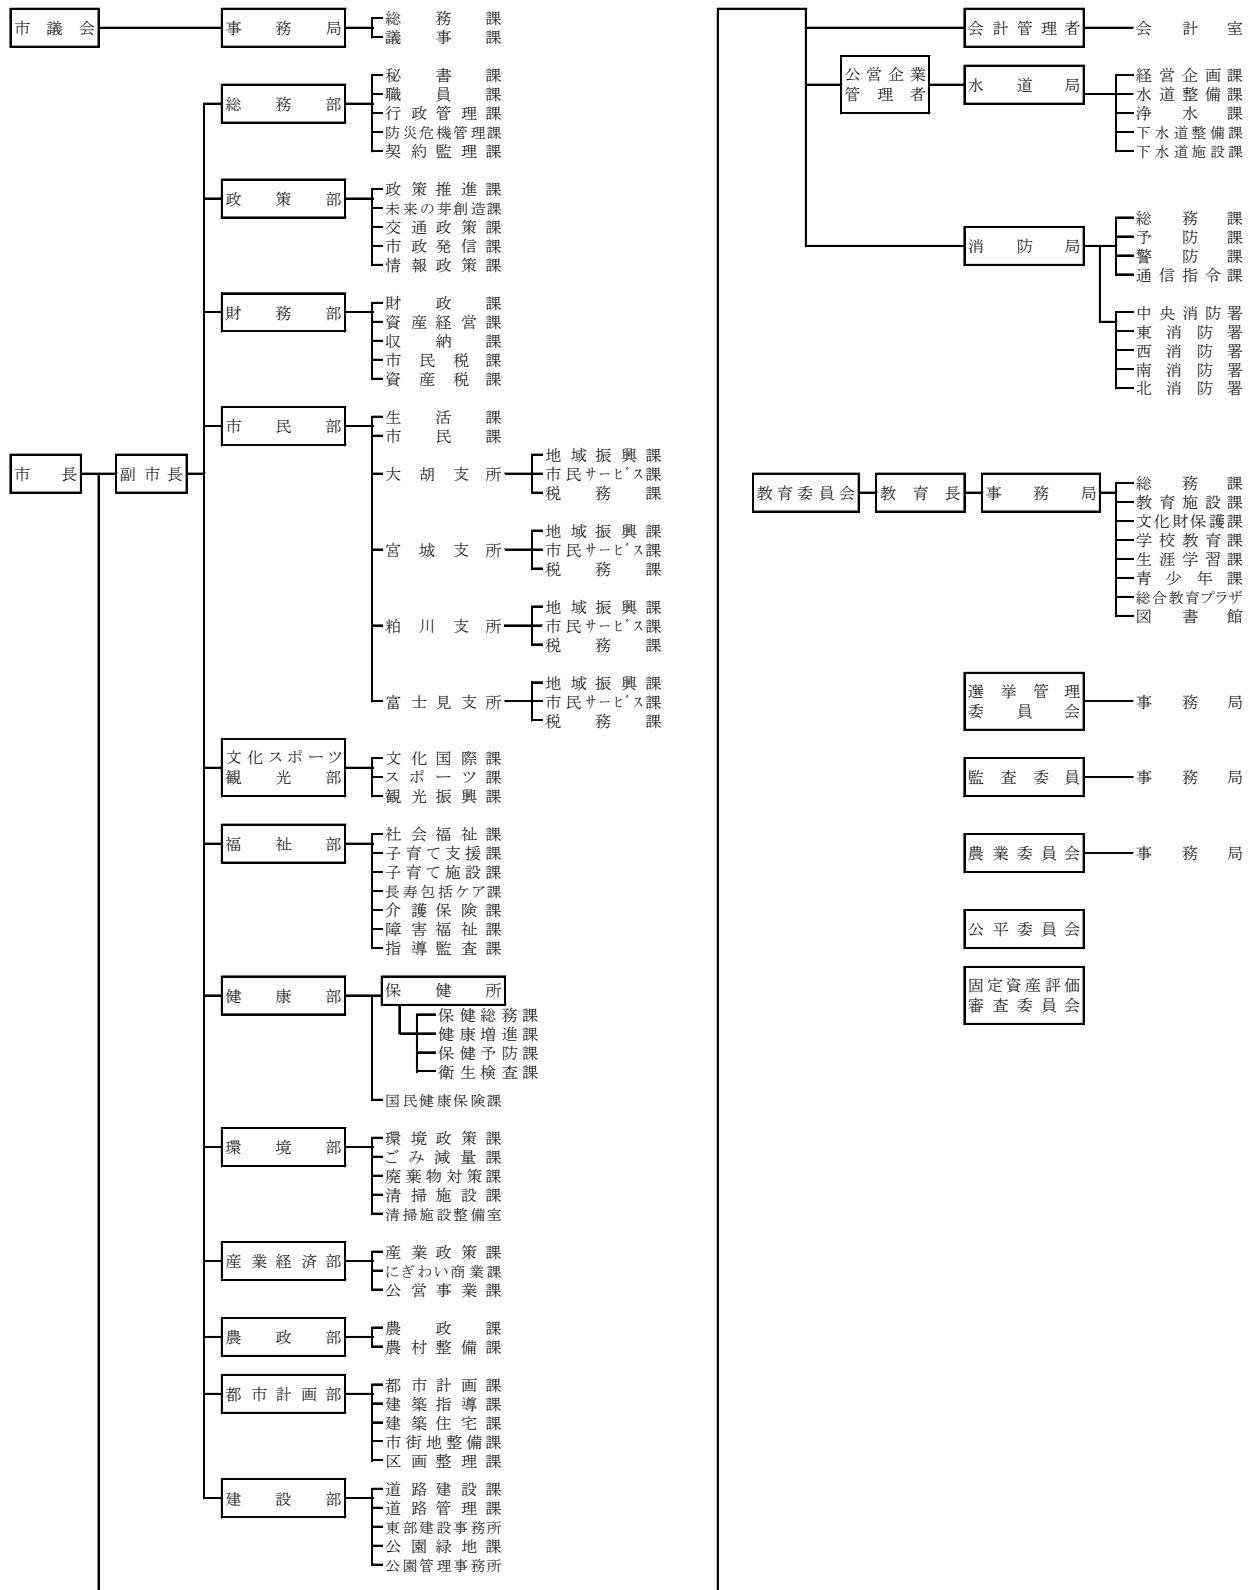 市議会
事務局
総務課
議事課
市長
副市長
総務部
秘書課
職員課
行政管理課
防災危機管理課
契約監理課
政策部
政策推進課
未来の芽創造課
交通政策課
市政発信課
情報政策課
財務部
財政課
資産経営課
収納課
市民税課
資産税課
市民部
生活課
市民課
大胡支所
地域振興課
市民サービス課
税務課
宮城支所
地域振興課
市民サービス課
税務課
粕川支所
地域振興課
市民サービス課
税務課
富士見支所
地域振興課
市民サービス課
税務課
文化スポーツ
観光部
文化国際課
スポーツ課
観光振興課
福祉部
社会福祉課
子育て支援課
子育て施設課
長寿包括ケア課
介護保険課
障害福祉課
指導監査課
健康部
保健所
保健総務課
健康増進課
保健予防課
衛生検査課
国民健康保険課
環境部
環境政策課
ごみ減量課
廃棄物対策課
清掃施設課
清掃施設整備室
産業経済部
産業政策課
にぎわい商業課
公営事業課
農政部
農政課
農村整備課
都市計画部
都市計画課
建築指導課
建築住宅課
市街地整備課
区画整理課
建設部
道路建設課
道路管理課
東部建設事務所
公園緑地課
公園管理事務所
会計管理者
会計室
公営企業
管理者
水道局
経営企画課
水道整備課
浄水課
下水道整備課
下水道施設課
消防局
総務課
予防課
警防課
通信指令課
中央消防署
東消防署
西消防署
南消防署
北消防署
教育委員会
教育長
事務局
総務課
教育施設課
文化財保護課
学校教育課
生涯学習課
青少年課
総合教育プラザ
図書館
選挙管理
委員会
事務局
監査委員
事務局
農業委員会
事務局
公平委員会
固定資産評価
審査委員会